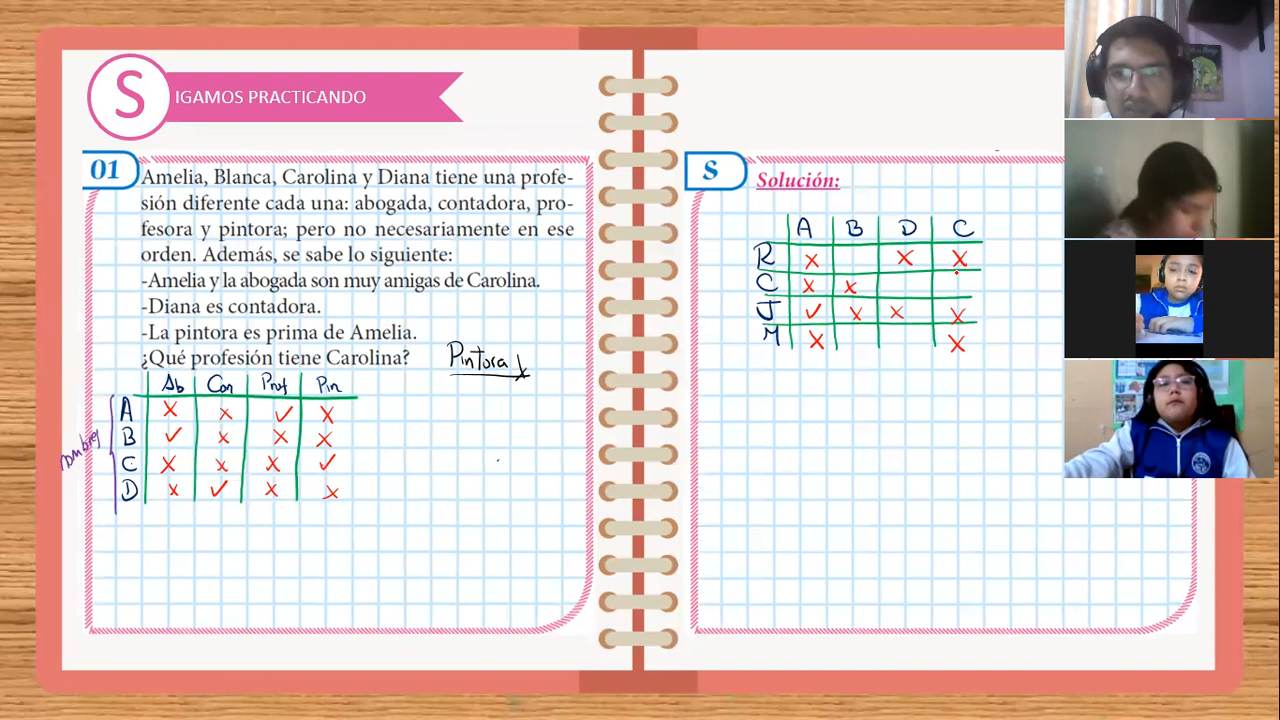 S
IGAMOS PRACTICANDO
01
Amelia, Blanca, Carolina y Diana tiene una profe-
sión diferente cada una: abogada, contadora, pro-
fesora y pintora; pero no necesariamente en ese
orden. Además, se sabe lo siguiente:
-Amelia y la abogada son muy amigas de Carolina.
-Diana es contadora.
-La pintora es prima de Amelia.
¿Qué profesión tiene Carolina? Pintora
Ab Con Prof Pin
A x x ✓ x
B ✓ x x x
C x x x ✓
D x ✓ x x
nombres
S
Solución:
A B D C
R x x x
C x x
J ✓ x x x
M x x